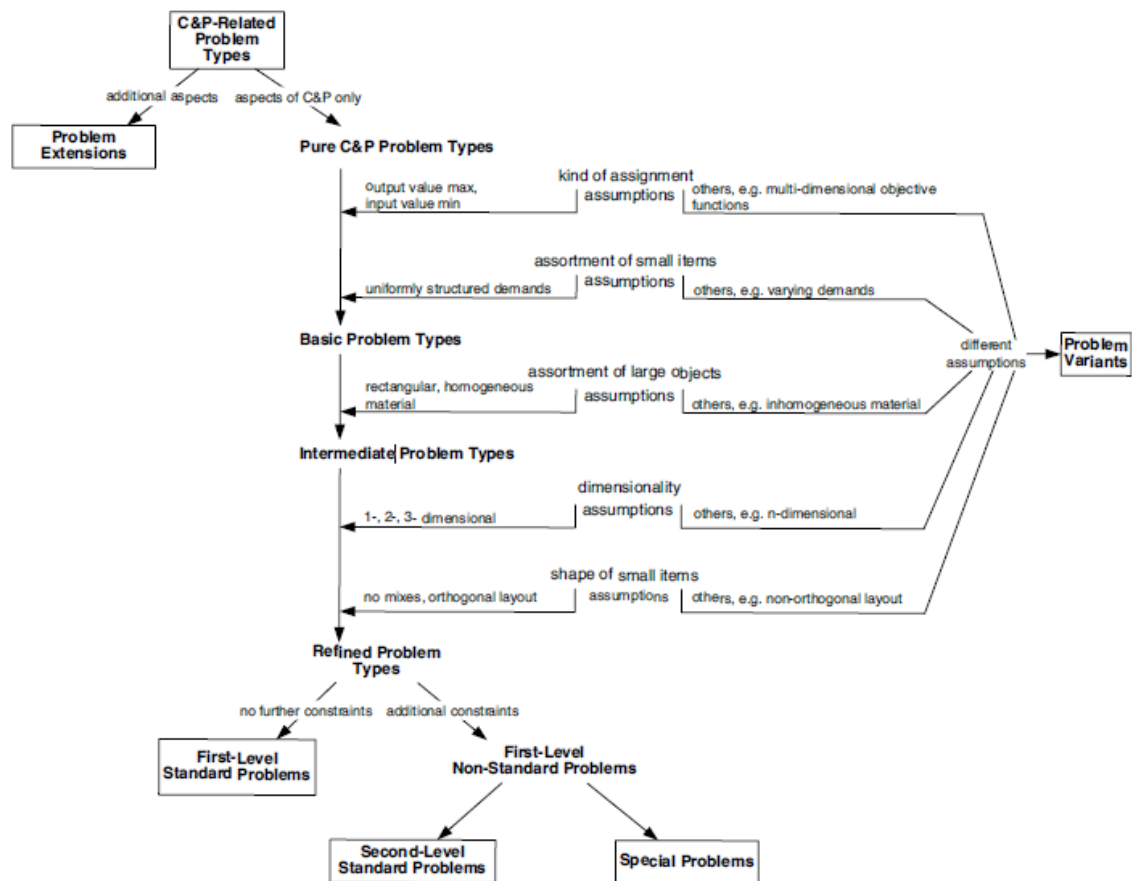 C&P-Related
Problem
Types
additional aspects
aspects of C&P only
Problem
Extensions
Pure C&P Problem Types
Output value max,
input value min
kind of assignment
assumptions
others, e.g. multi-dimensional objective
functions
assortment of small items
assumptions
uniformly structured demands
others, e.g. varying demands
Basic Problem Types
different
assumptions
Problem
Variants
rectangular, homogeneous
material
assortment of large objects
assumptions
others, e.g. inhomogeneous material
Intermediate Problem Types
dimensionality
assumptions
1-, 2-, 3- dimensional
others, e.g. n-dimensional
shape of small items
assumptions
no mixes, orthogonal layout
others, e.g. non-orthogonal layout
Refined Problem
Types
no further constraints
additional constraints
First-Level
Standard Problems
First-Level
Non-Standard Problems
Second-Level
Standard Problems
Special Problems